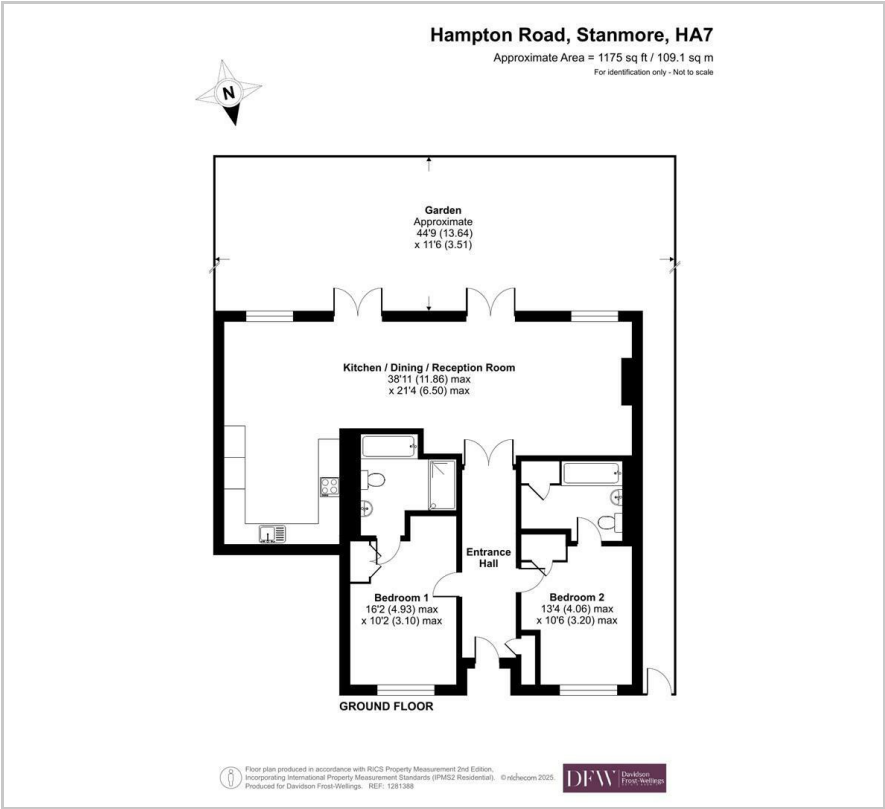 Hampton Road, Stanmore, HA7
Approximate Area = 1175 sq ft / 109.1 sq m
For identification only - Not to scale
N
Garden
Approximate
44'9 (13.64)
x 11'6 (3.51)
Kitchen / Dining / Reception Room
38'11 (11.86) max
x 21'4 (6.50) max
Entrance
Hall
Bedroom 1
16'2 (4.93) max
x 10'2 (3.10) max
Bedroom 2
13'4 (4.06) max
x 10'6 (3.20) max
GROUND FLOOR
Floor plan produced in accordance with RICS Property Measurement 2nd Edition,
Incorporating International Property Measurement Standards (IPMS2 Residential). © nichecom 2025.
Produced for Davidson Frost-Wellings. REF: 1281388
DFW
Davidson
Frost-Wellings